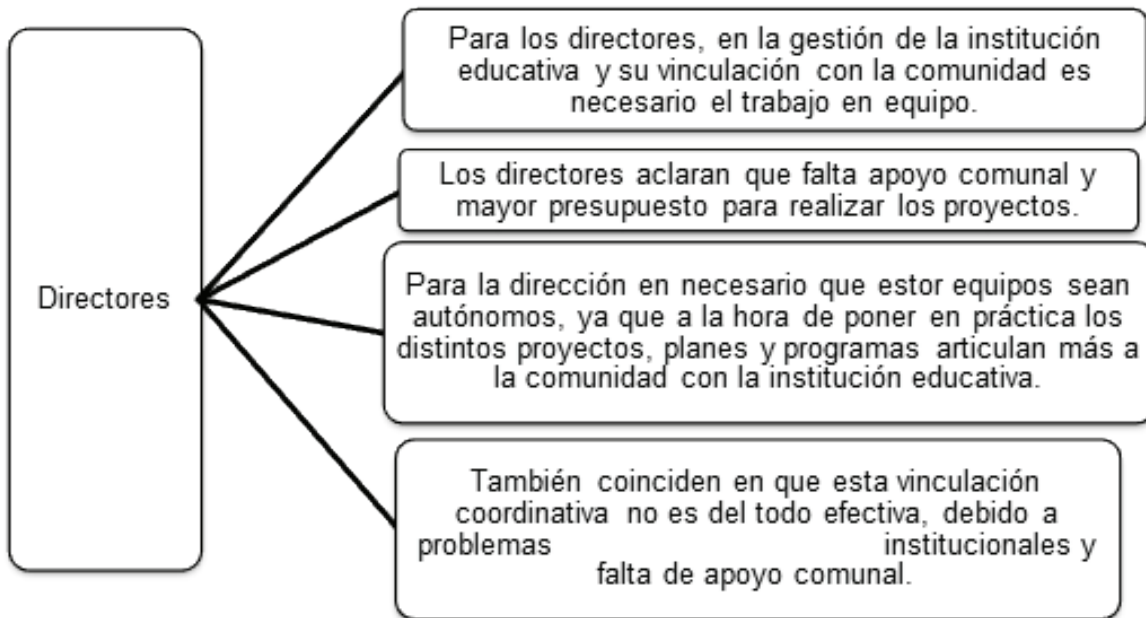 Directores
Para los directores, en la gestión de la institución
educativa y su vinculación con la comunidad es
necesario el trabajo en equipo.
Los directores aclaran que falta apoyo comunal y
mayor presupuesto para realizar los proyectos.
Para la dirección en necesario que estor equipos sean
autónomos, ya que a la hora de poner en práctica los
distintos proyectos, planes y programas articulan más a
la comunidad con la institución educativa.
También coinciden en que esta vinculación
coordinativa no es del todo efectiva, debido a
problemas institucionales y
falta de apoyo comunal.